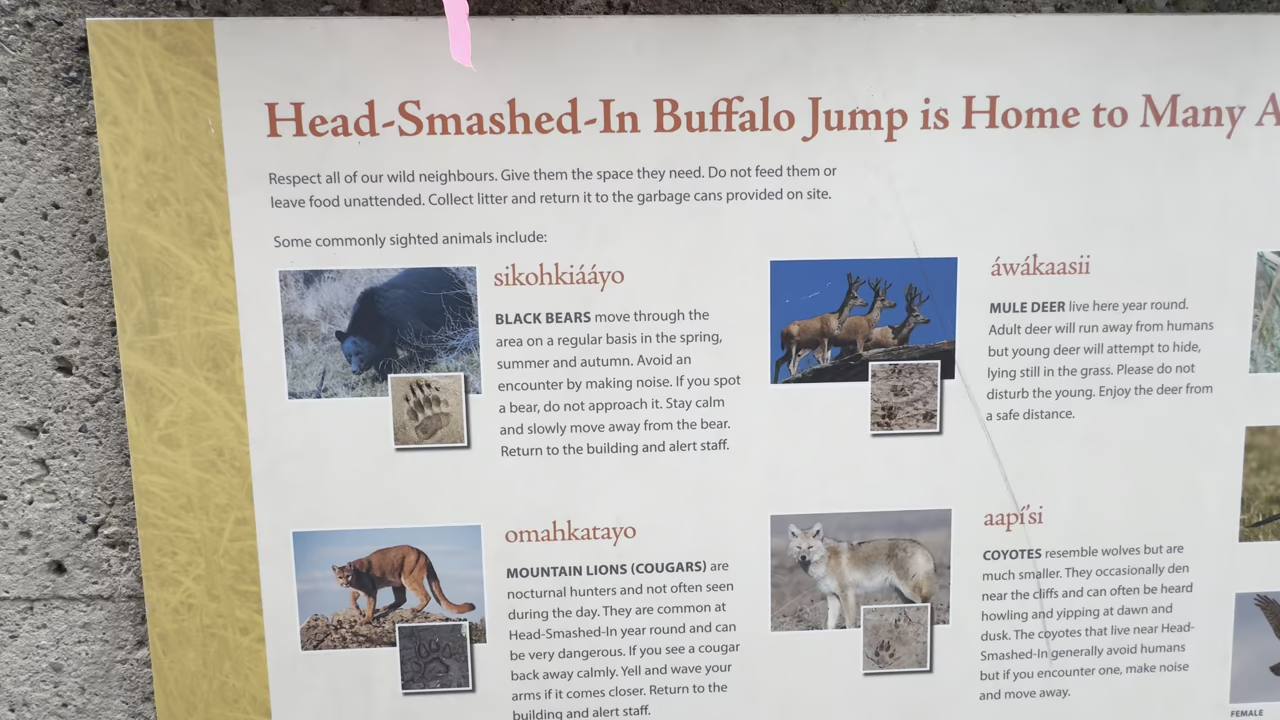 Head-Smashed-In Buffalo Jump is Home to Many
Respect all of our wild neighbours. Give them the space they need. Do not feed them or
leave food unattended. Collect litter and return it to the garbage cans provided on site.
Some commonly sighted animals include:
sikohkiááyo
BLACK BEARS move through the
area on a regular basis in the spring,
summer and autumn. Avoid an
encounter by making noise. If you spot
a bear, do not approach it. Stay calm
and slowly move away from the bear.
Return to the building and alert staff.
áwákaasii
MULE DEER live here year round.
Adult deer will run away from humans
but young deer will attempt to hide,
lying still in the grass. Please do not
disturb the young. Enjoy the deer from
a safe distance.
omahkatayo
MOUNTAIN LIONS (COUGARS) are
nocturnal hunters and not often seen
during the day. They are common at
Head-Smashed-In year round and can
be very dangerous. If you see a cougar
back away calmly. Yell and wave your
arms if it comes closer. Return to the
building and alert staff.
aapí'si
COYOTES resemble wolves but are
much smaller. They occasionally den
near the cliffs and can often be heard
howling and yipping at dawn and
dusk. The coyotes that live near Head-
Smashed-In generally avoid humans
but if you encounter one, make noise
and move away.
FEMALE